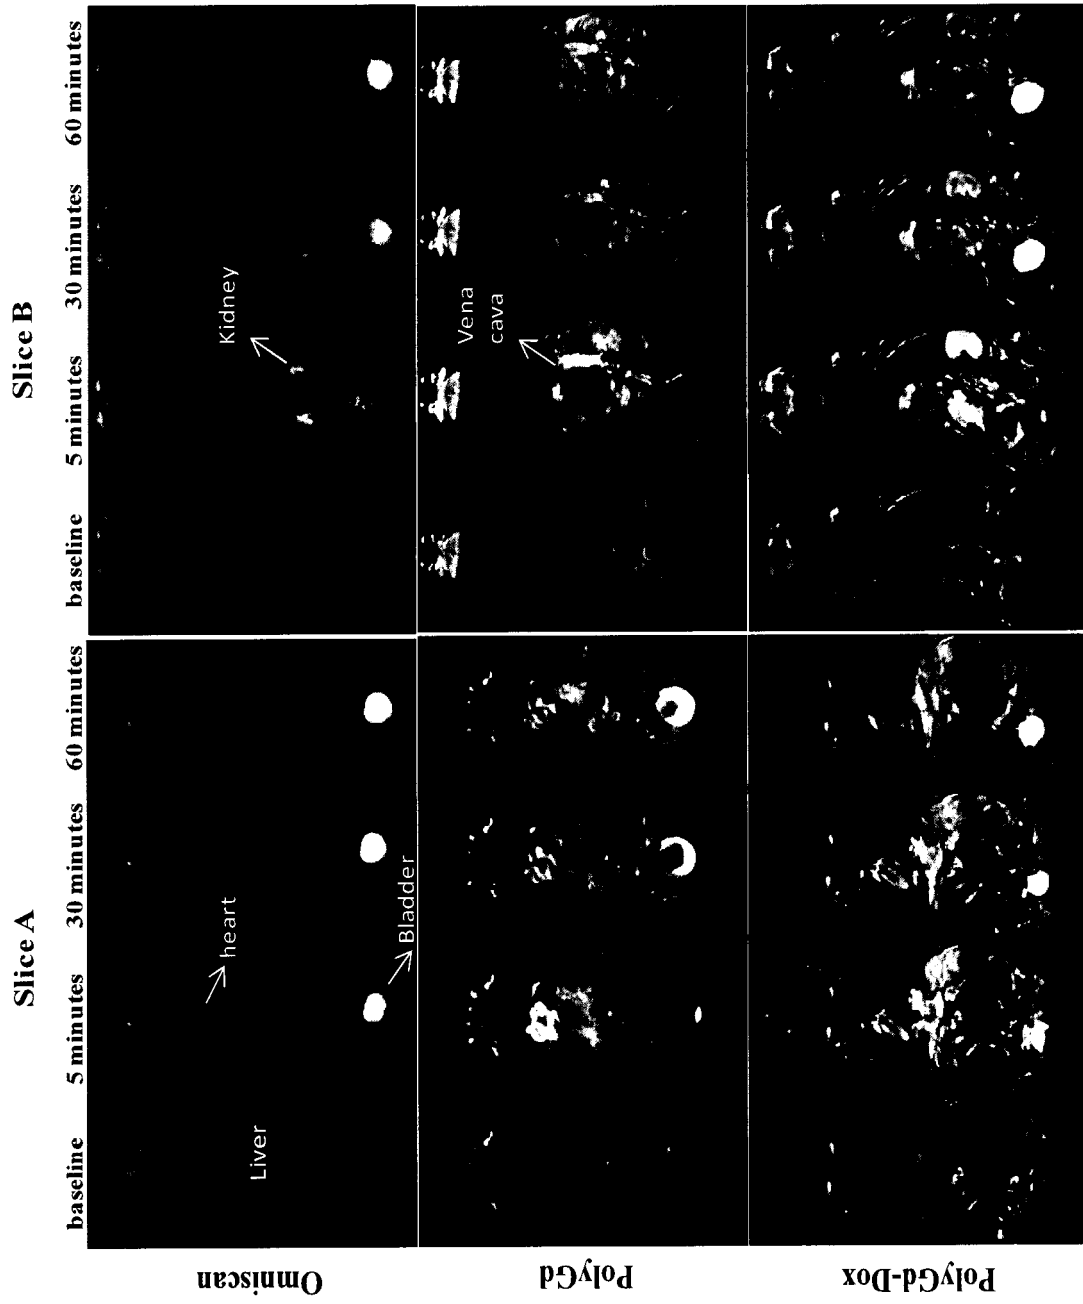 Slice A
Slice B
baseline
5 minutes
30 minutes
60 minutes
baseline
5 minutes
30 minutes
60 minutes
Omniscan
Liver
heart
Bladder
Kidney
PolyGd
Vena
cava
PolyGd-Dox